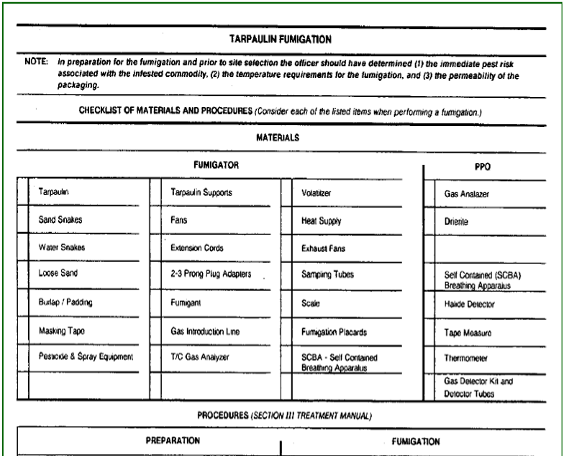 TARPAULIN FUMIGATION
NOTE: In preparation for the fumigation and prior to site selection the officer should have determined (1) the immediate pest risk
associated with the infested commodity, (2) the temperature requirements for the fumigation, and (3) the permeability of the
packaging.
CHECKLIST OF MATERIALS AND PROCEDURES (Consider each of the listed items when performing a fumigation.)
MATERIALS
FUMIGATOR PPO
Tarpaulin Tarpaulin Supports Volatizer Gas Analazer
Sand Snakes Fans Heat Supply Drierite
Water Snakes Extension Cords Exhaust Fans
Loose Sand 2-3 Prong Plug Adapters Sampling Tubes Self Contained (SCBA)
Breathing Apparatus
Burlap / Padding Fumigant Scale Halide Detector
Masking Tape Gas Introduction Line Fumigation Placards Tape Measure
Pesticide & Spray Equipment T/C Gas Analyzer SCBA - Self Contained
Breathing Apparatus Thermometer
Gas Detector Kit and
Detector Tubes
PROCEDURES (SECTION III TREATMENT MANUAL)
PREPARATION FUMIGATION